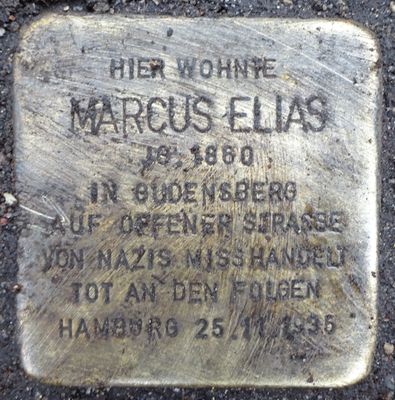 HIER WOHNTE
MARCUS ELIAS
JG. 1880
IN GUDENSBERG
AUF OFFENER STRASSE
VON NAZIS MISSHANDELT
TOT AN DEN FOLGEN
HAMBURG 25.11.1935